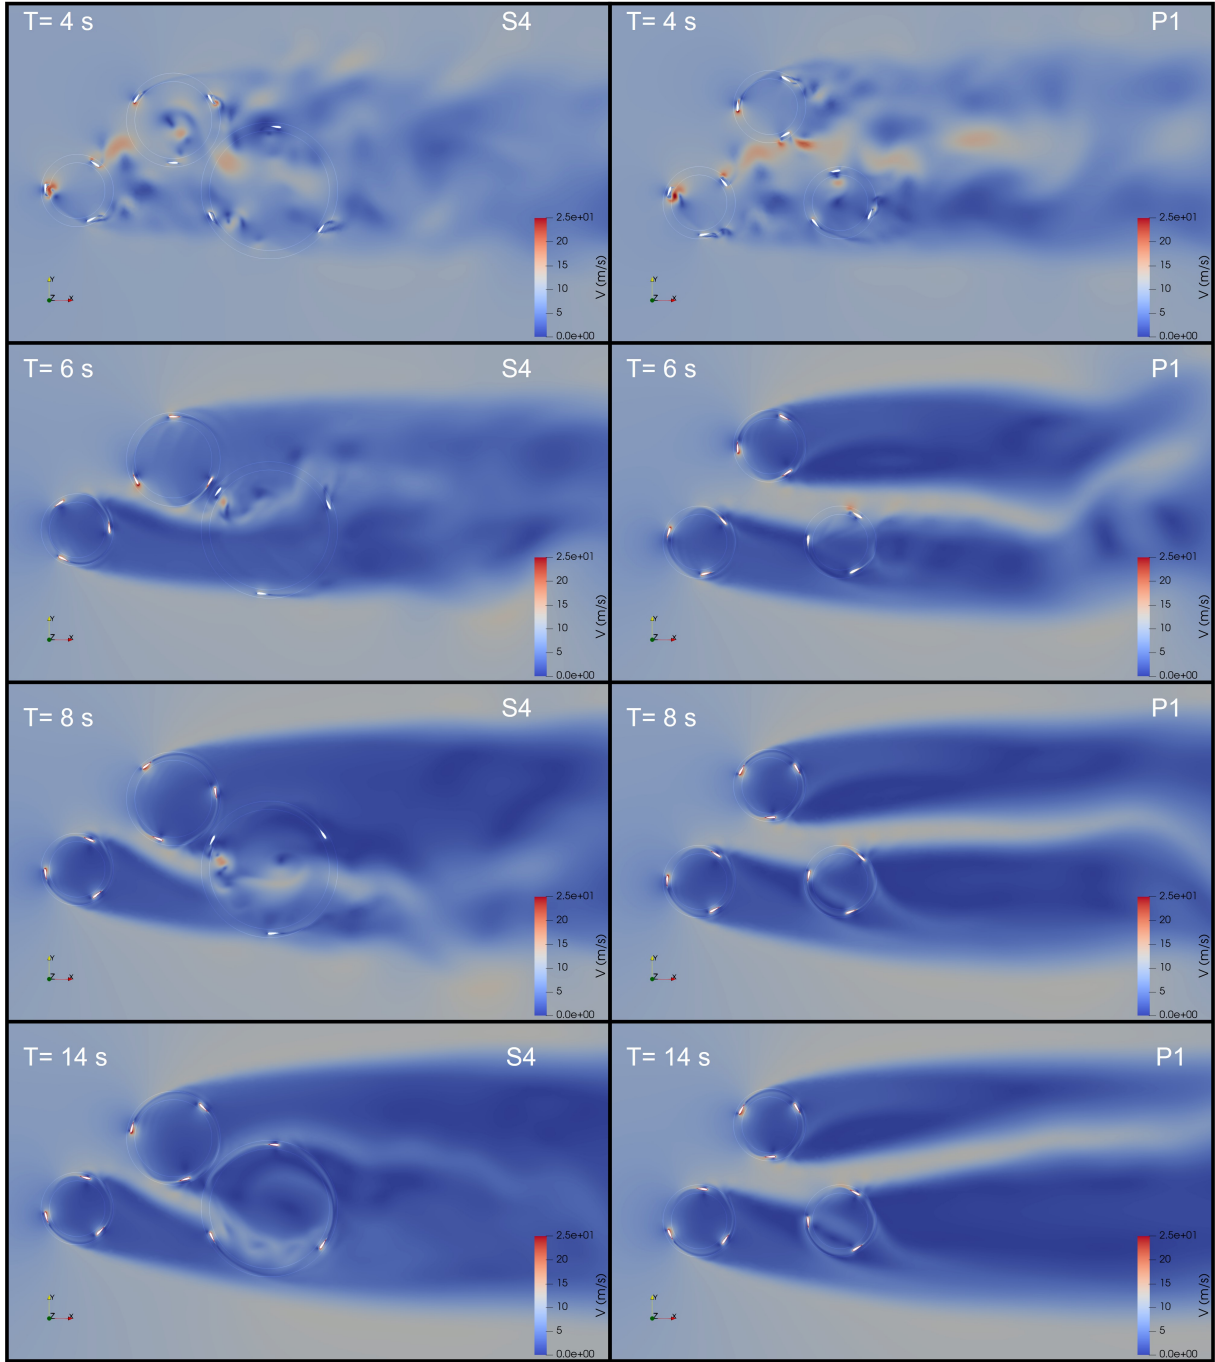 T= 4 s
S4
2.5e+01
20
15
10
5
0.0e+00
V (m/s)
Y
Z
X
T= 4 s
P1
2.5e+01
20
15
10
5
0.0e+00
V (m/s)
Y
Z
X
T= 6 s
S4
2.5e+01
20
15
10
5
0.0e+00
V (m/s)
Y
Z
X
T= 6 s
P1
2.5e+01
20
15
10
5
0.0e+00
V (m/s)
Y
Z
X
T= 8 s
S4
2.5e+01
20
15
10
5
0.0e+00
V (m/s)
Y
Z
X
T= 8 s
P1
2.5e+01
20
15
10
5
0.0e+00
V (m/s)
Y
Z
X
T= 14 s
S4
2.5e+01
20
15
10
5
0.0e+00
V (m/s)
Y
Z
X
T= 14 s
P1
2.5e+01
20
15
10
5
0.0e+00
V (m/s)
Y
Z
X